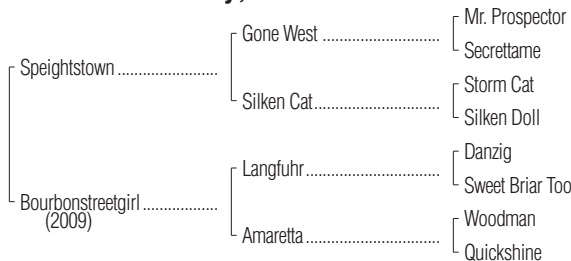 Mr. Prospector
Gone West
Secrettame
Speightstown
Storm Cat
Silken Cat
Silken Doll
Danzig
Langfuhr
Sweet Briar Too
Bourbonstreetgirl
(2009)
Woodman
Amaretta
Quickshine